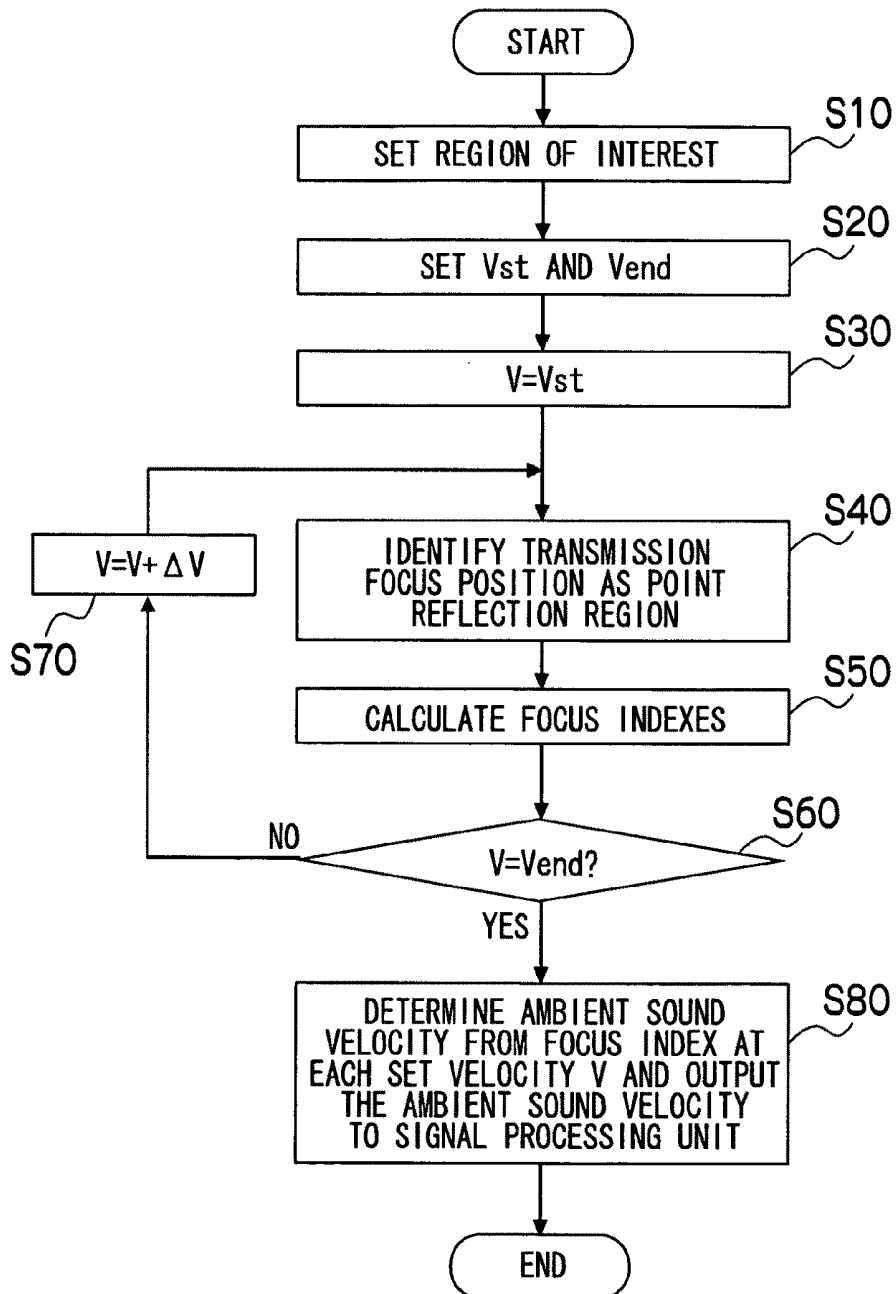 START
S10
SET REGION OF INTEREST
S20
SET Vst AND Vend
S30
V=Vst
S40
IDENTIFY TRANSMISSION
FOCUS POSITION AS POINT
REFLECTION REGION
V=V+ΔV
S70
S50
CALCULATE FOCUS INDEXES
S60
NO
V=Vend?
YES
S80
DETERMINE AMBIENT SOUND
VELOCITY FROM FOCUS INDEX AT
EACH SET VELOCITY V AND OUTPUT
THE AMBIENT SOUND VELOCITY
TO SIGNAL PROCESSING UNIT
END